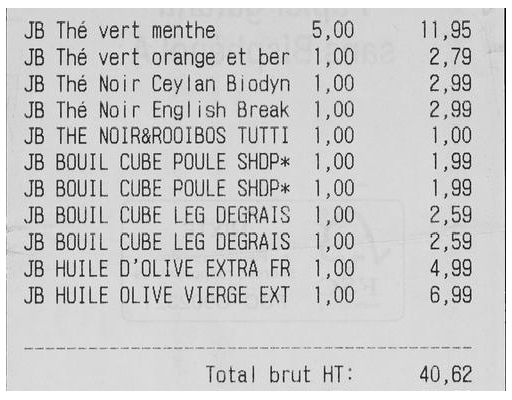 JB Thé vert menthe 5,00 11,95
JB Thé vert orange et ber 1,00 2,79
JB Thé Noir Ceylan Biodyn 1,00 2,99
JB Thé Noir English Break 1,00 2,99
JB THE NOIR&ROOIBOS TUTTI 1,00 1,00
JB BOUIL CUBE POULE SHDP* 1,00 1,99
JB BOUIL CUBE POULE SHDP* 1,00 1,99
JB BOUIL CUBE LEG DEGRAIS 1,00 2,59
JB BOUIL CUBE LEG DEGRAIS 1,00 2,59
JB HUILE D'OLIVE EXTRA FR 1,00 4,99
JB HUILE OLIVE VIERGE EXT 1,00 6,99
Total brut HT: 40,62